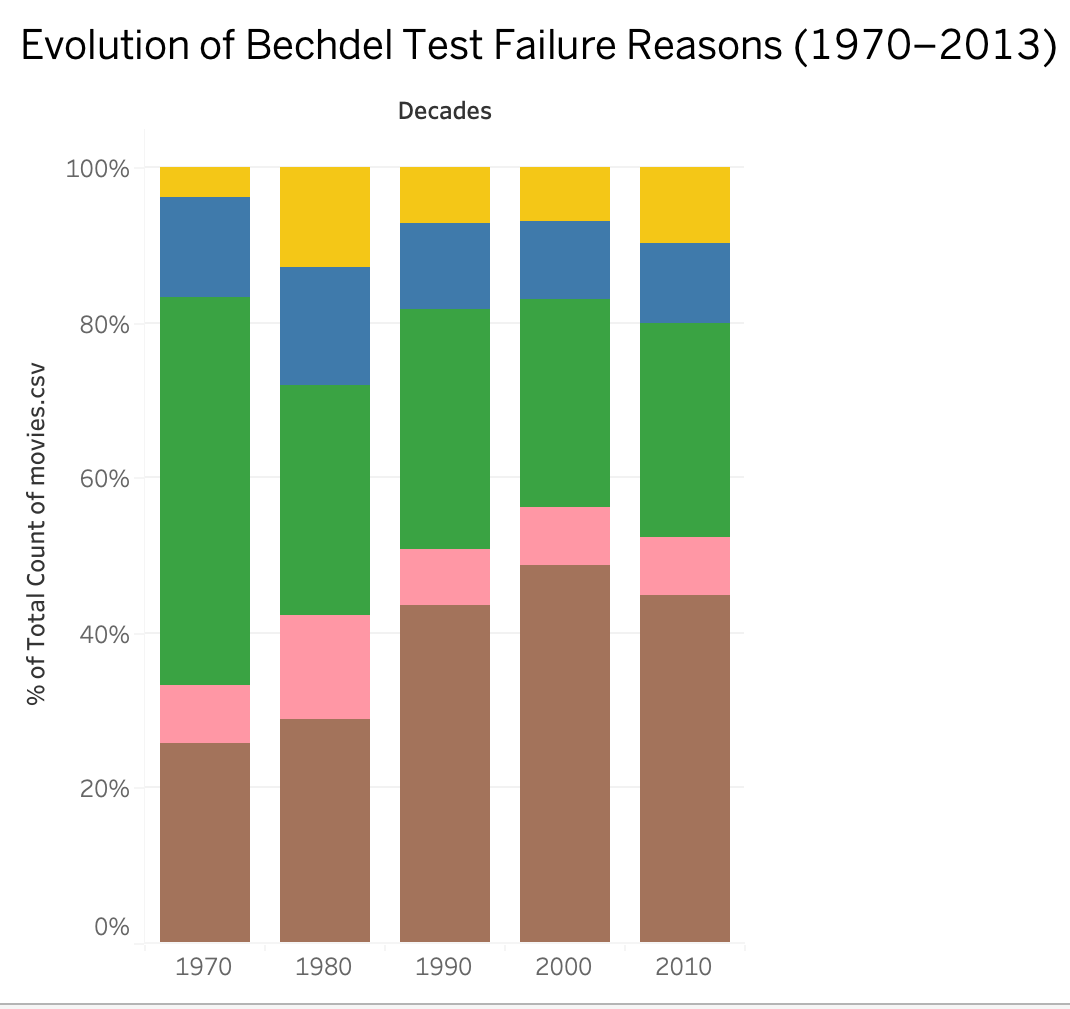 Evolution of Bechdel Test Failure Reasons (1970–2013)
Decades
% of Total Count of movies.csv
100%
80%
60%
40%
20%
0%
1970 1980 1990 2000 2010